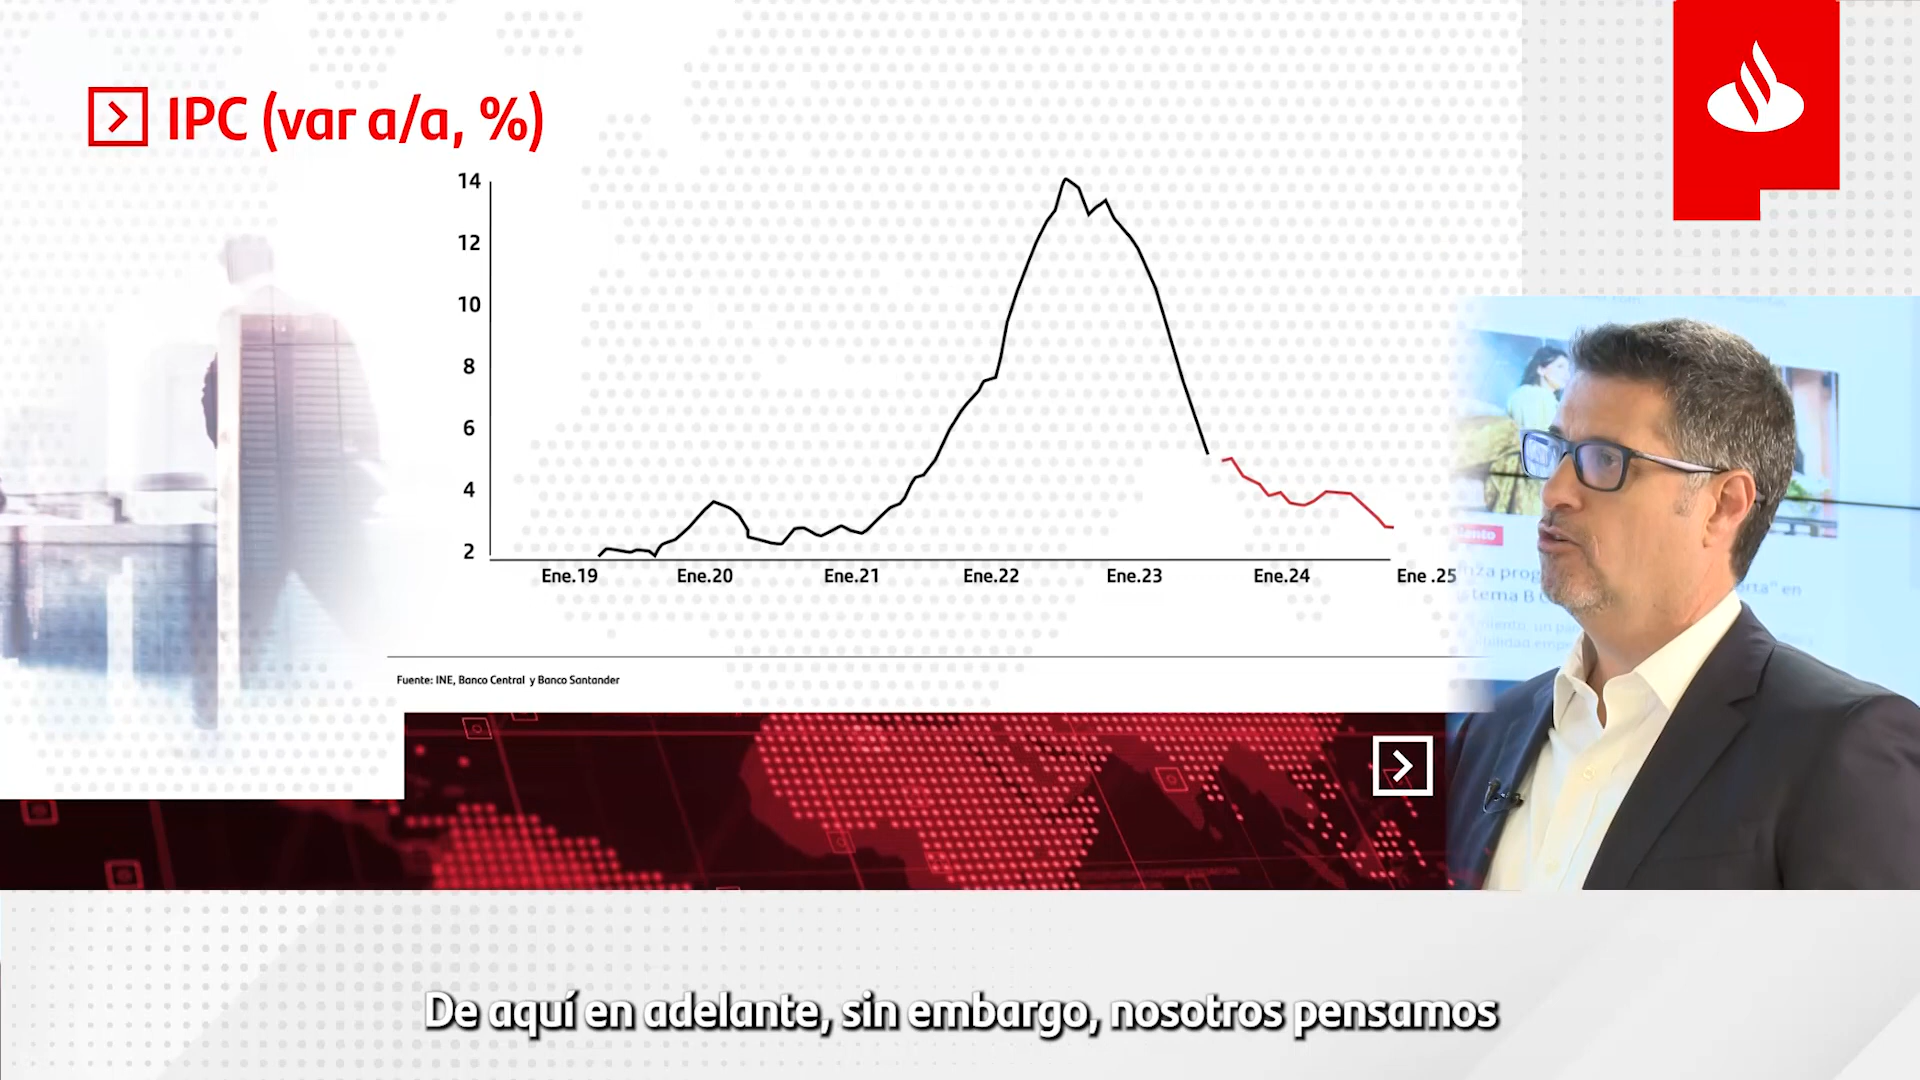 IPC (var a/a, %)
14
12
10
8
6
4
2
Ene.19 Ene.20 Ene.21 Ene.22 Ene.23 Ene.24 Ene .25
Fuente: INE, Banco Central y Banco Santander
De aquí en adelante, sin embargo, nosotros pensamos